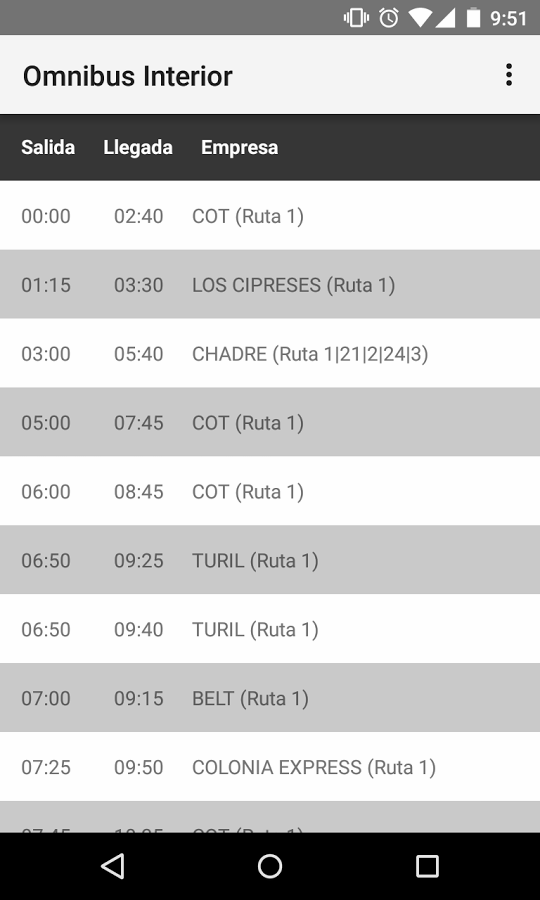 9:51
Omnibus Interior
Salida Llegada Empresa
00:00 02:40 COT (Ruta 1)
01:15 03:30 LOS CIPRESES (Ruta 1)
03:00 05:40 CHADRE (Ruta 1|21|2|24|3)
05:00 07:45 COT (Ruta 1)
06:00 08:45 COT (Ruta 1)
06:50 09:25 TURIL (Ruta 1)
06:50 09:40 TURIL (Ruta 1)
07:00 09:15 BELT (Ruta 1)
07:25 09:50 COLONIA EXPRESS (Ruta 1)